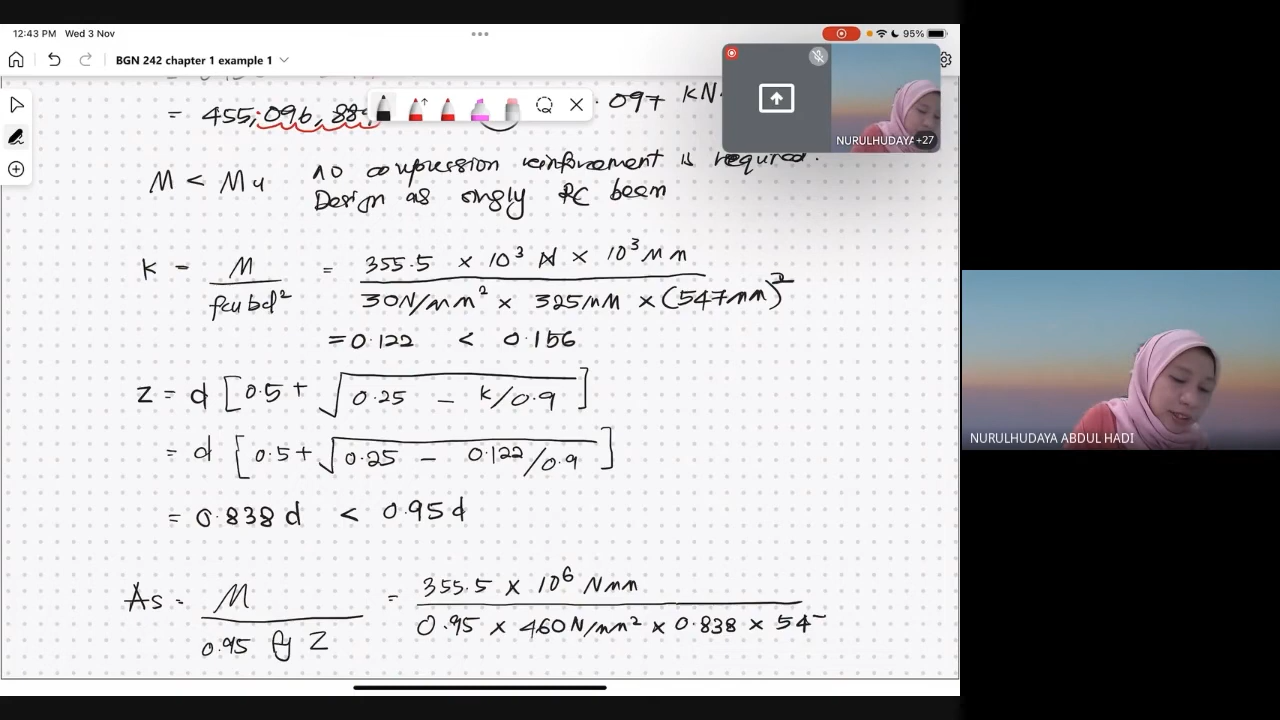 12:43 PM Wed 3 Nov
95%
BGN 242 chapter 1 example 1
= 455,096,88
.097 kN
NURULHUDAYA +27
M < Mu no compression reinforcement is required.
Design as singly RC beam
k = M / fcubd² = 355.5 × 10³ N × 10³ mm / 30N/mm² × 325mm × (547mm)²
= 0.122 < 0.156
Z = d [0.5 + √0.25 - k/0.9]
= d [0.5 + √0.25 - 0.122/0.9]
= 0.838 d < 0.95 d
As = M / 0.95 fy Z = 355.5 × 10⁶ Nmm / 0.95 × 460N/mm² × 0.838 × 54
NURULHUDAYA ABDUL HADI